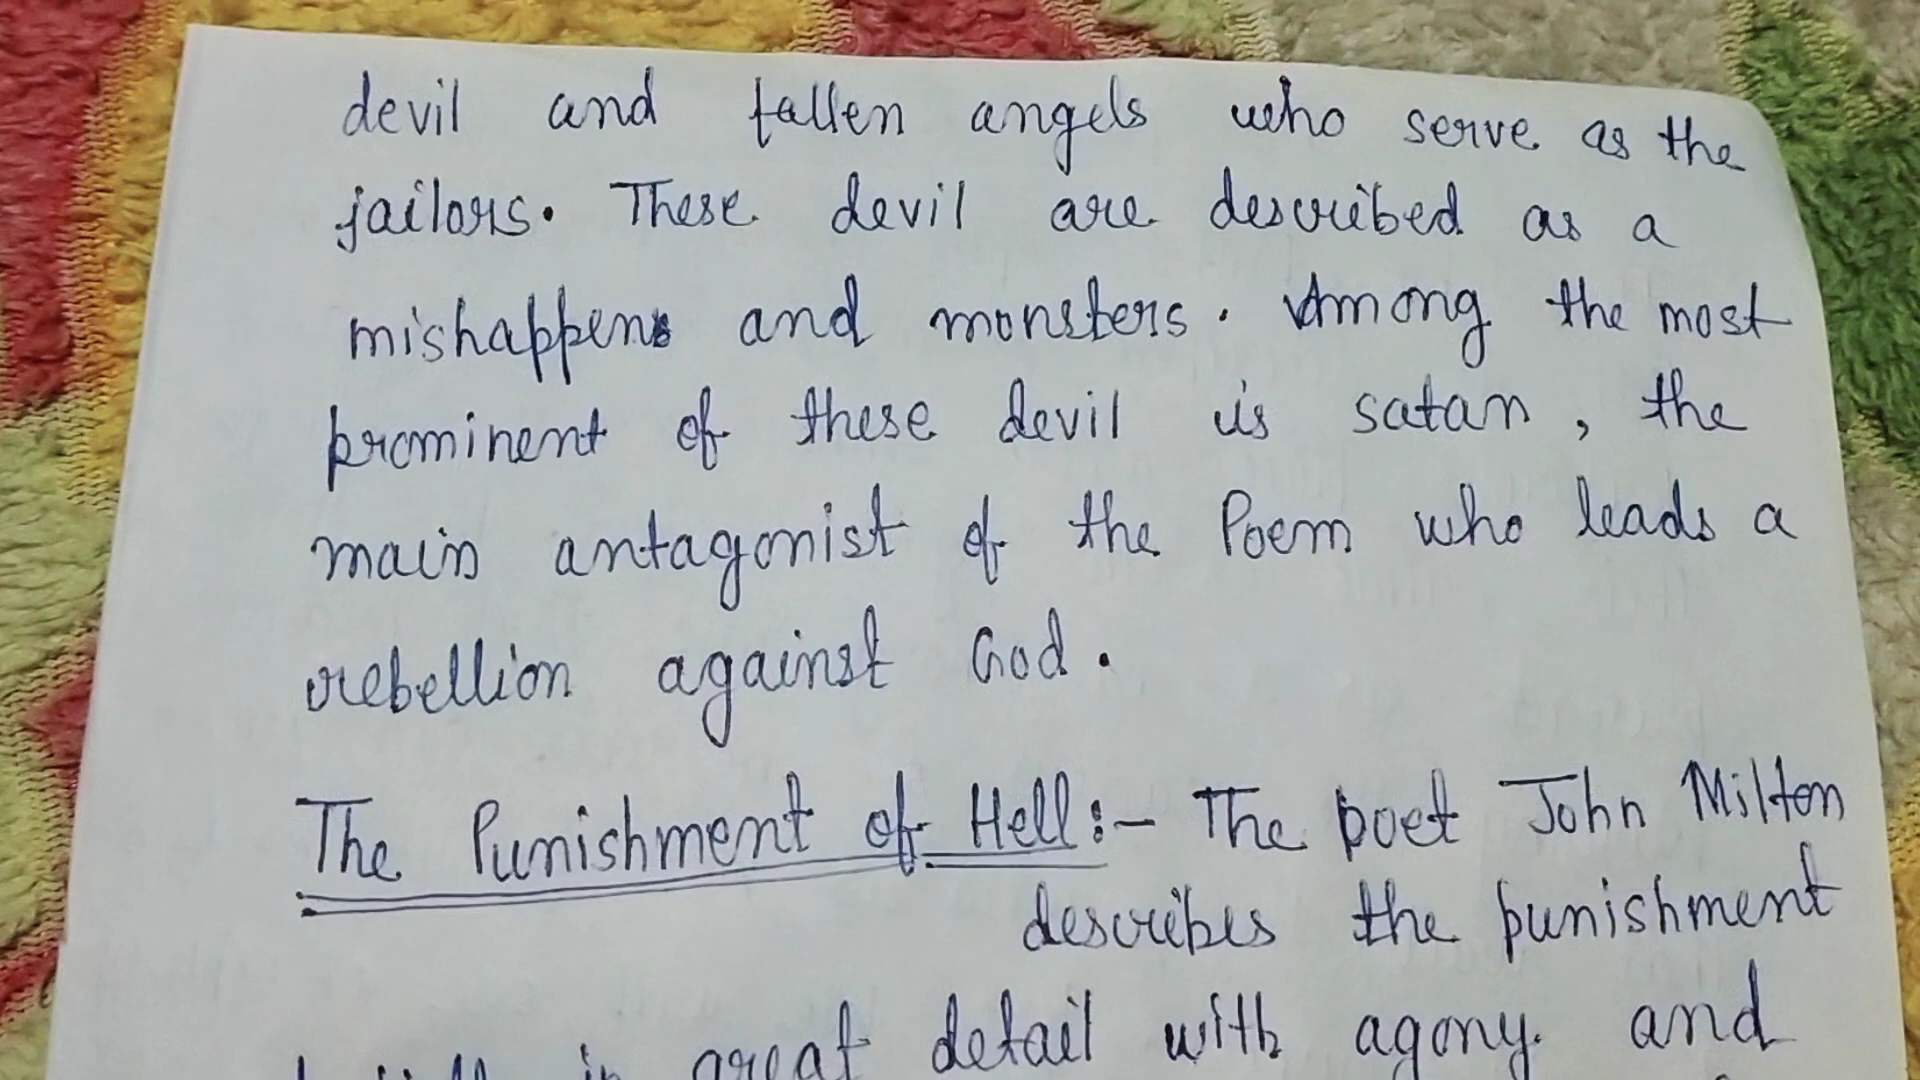 devil and fallen angels who serve as the
jailors. These devil are described as a
mishappens and monsters. Among the most
prominent of these devil is satan, the
main antagonist of the Poem who leads a
rebellion against God.
The Punishment of Hell:- The poet John Milton
describes the punishment
in great detail with agony and